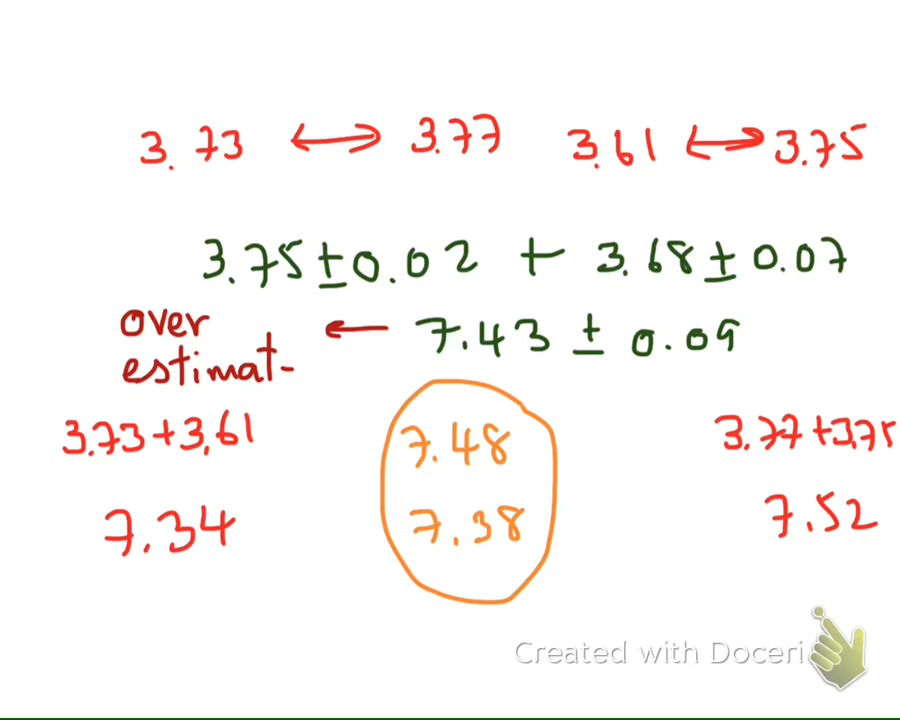 3.73 ↔ 3.77 3.61 ↔ 3.75
3.75 ± 0.02 + 3.68 ± 0.07
over ← 7.43 ± 0.09
estimat-
3.73 + 3.61 7.48 3.77 + 3.75
7.34 7.38 7.52
Created with Doceri